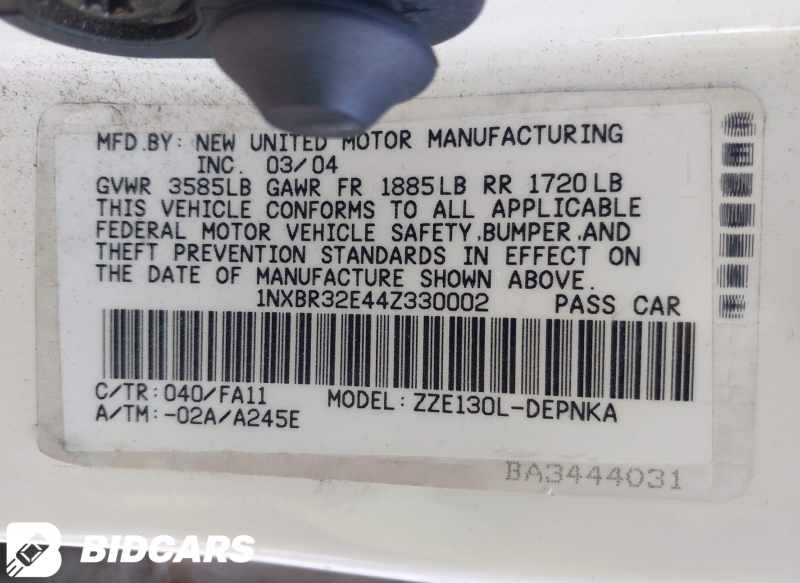 MFD.BY: NEW UNITED MOTOR MANUFACTURING
INC. 03/04
GVWR 3585LB GAWR FR 1885LB RR 1720LB
THIS VEHICLE CONFORMS TO ALL APPLICABLE
FEDERAL MOTOR VEHICLE SAFETY,BUMPER,AND
THEFT PREVENTION STANDARDS IN EFFECT ON
THE DATE OF MANUFACTURE SHOWN ABOVE.
1NXBR32E44Z330002 PASS CAR
C/TR:040/FA11 MODEL:ZZE130L-DEPNKA
A/TM:-02A/A245E
BA3444031
B BIDCARS